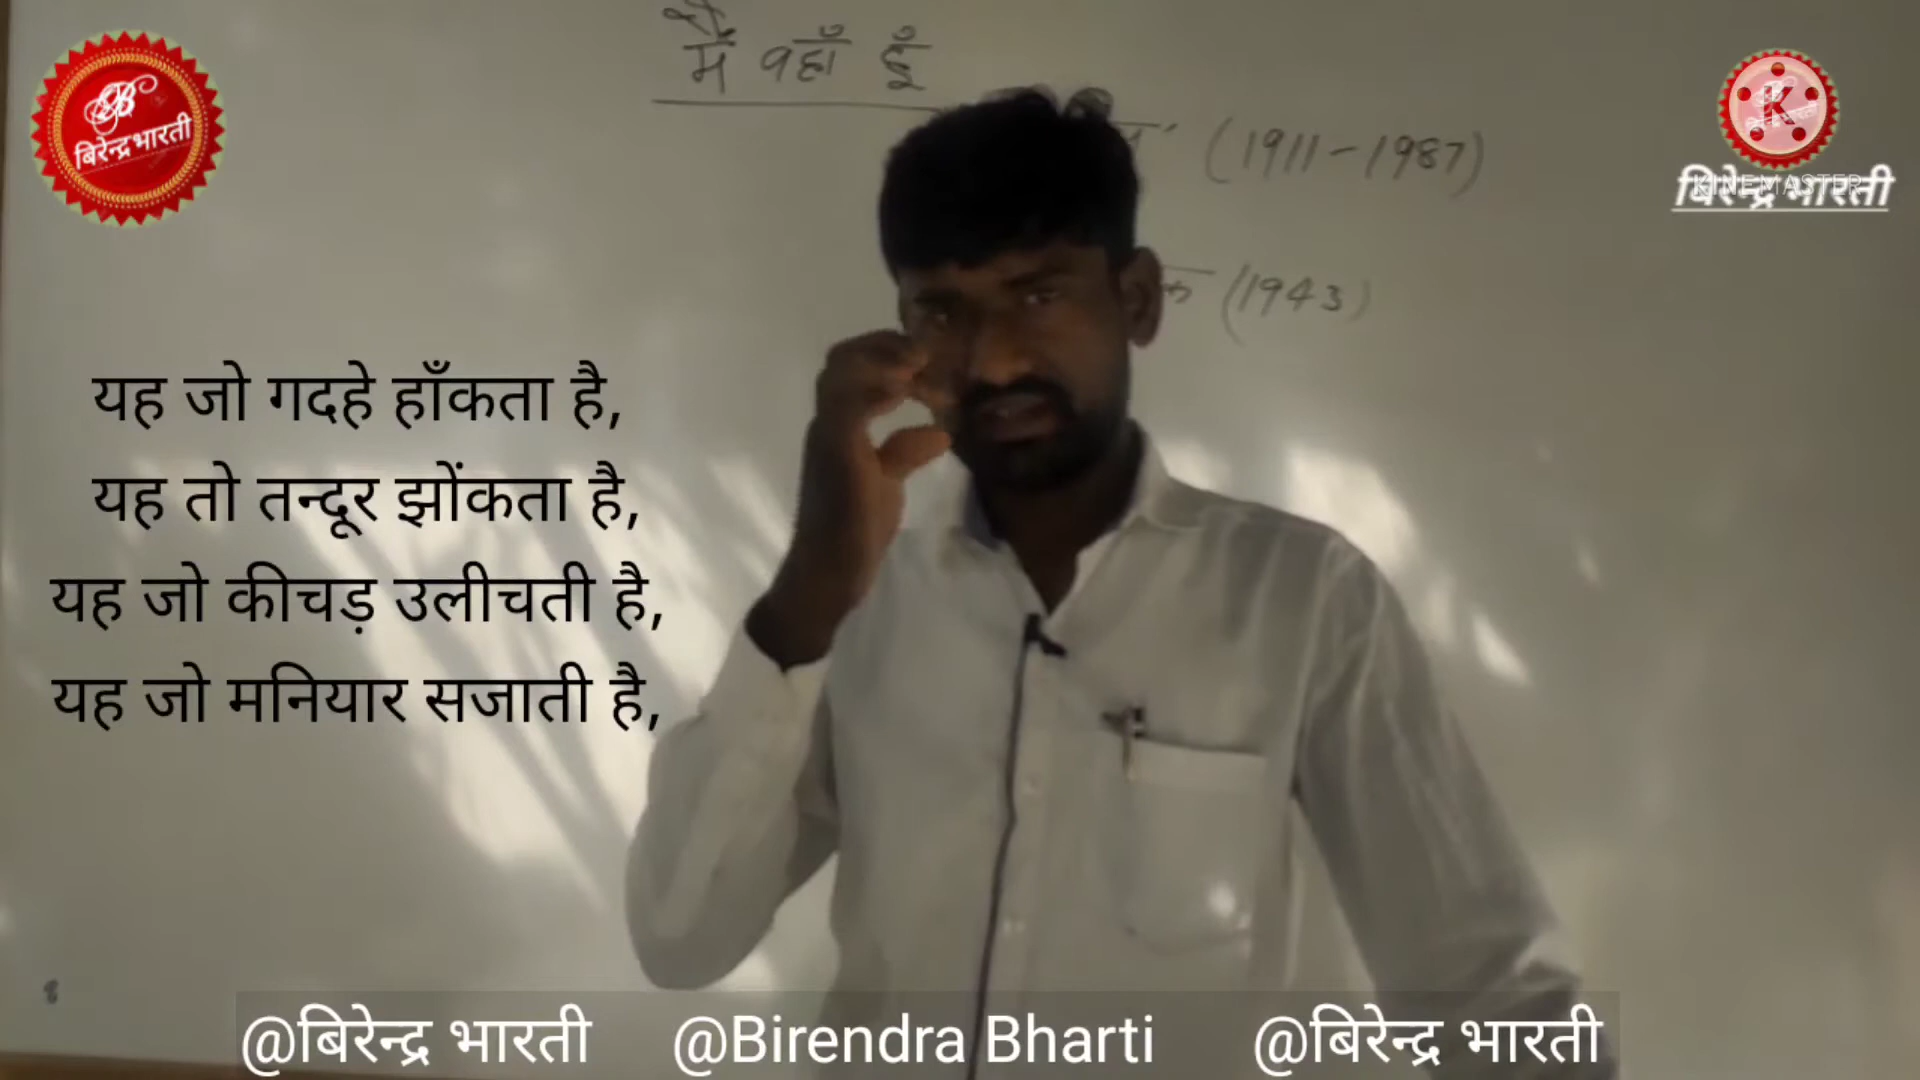 मैं वहाँ हूँ
(1911-1987)
(1943)
बिरेन्द्र भारती
KINEMASTER
बिरेन्द्र भारती
यह जो गदहे हाँकता है,
यह तो तन्दूर झोंकता है,
यह जो कीचड़ उलीचती है,
यह जो मनियार सजाती है,
@बिरेन्द्र भारती @Birendra Bharti @बिरेन्द्र भारती